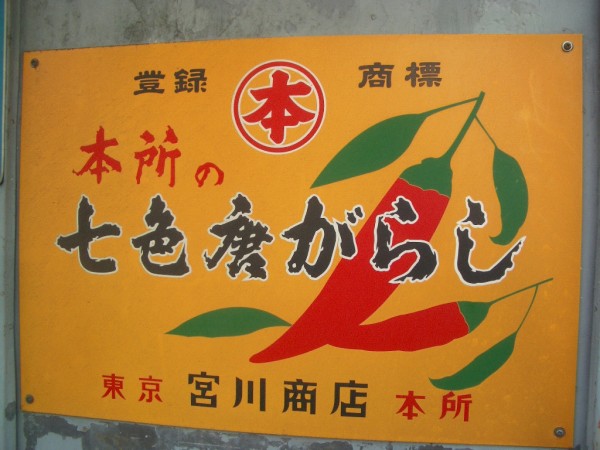 登録 本 商標
本所の
七色唐がらし
東京 宮川商店 本所